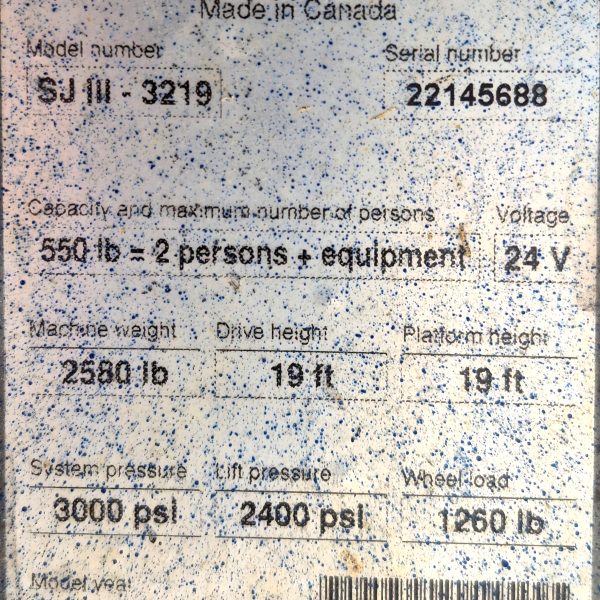 Made in Canada
Model number Serial number
SJ III - 3219 22145688
Capacity and maximum number of persons Voltage
550 lb = 2 persons + equipment 24 V
Machine weight Drive height Platform height
2580 lb 19 ft 19 ft
System pressure Lift pressure Wheel load
3000 psi 2400 psi 1260 lb
Model year